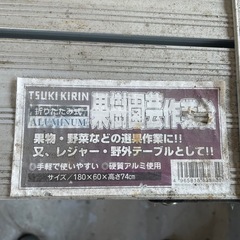 TSUKI KIRIN
折りたたみ式
ALUMINUM
果樹園芸作業台
果物・野菜などの選果作業に!!
又、レジャー・野外テーブルとして!!
○手軽で使いやすい ○硬質アルミ使用
サイズ/180×60×高さ74cm